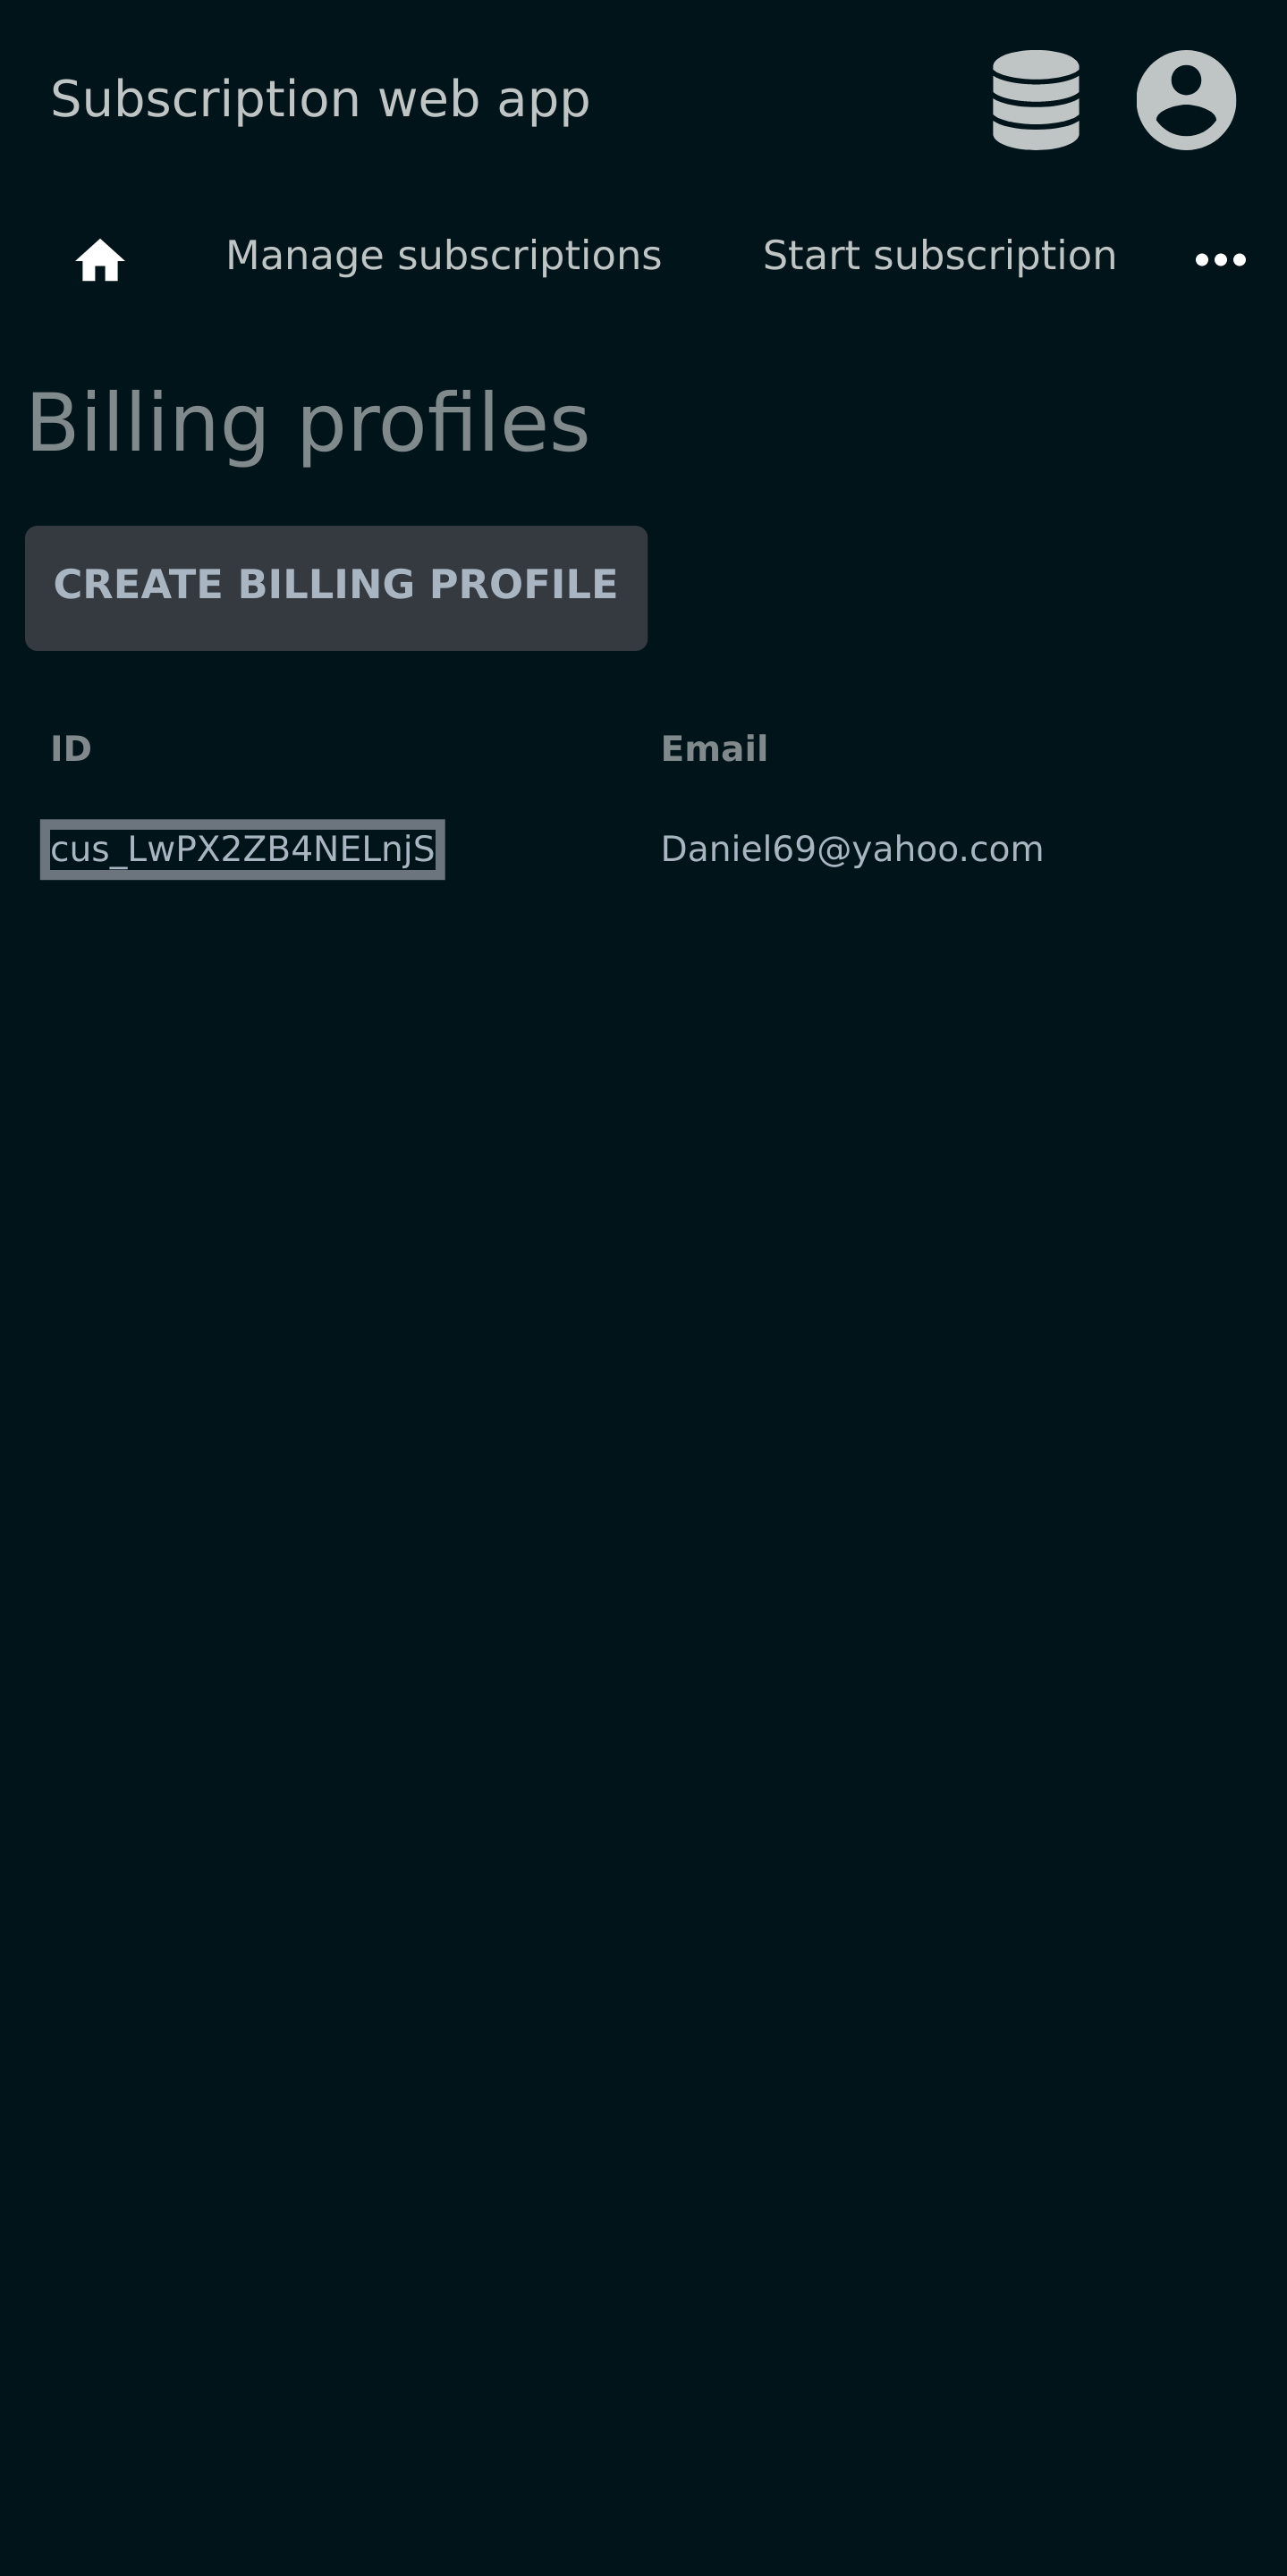 Subscription web app
Manage subscriptions Start subscription
Billing profiles
CREATE BILLING PROFILE
ID Email
cus_LwPX2ZB4NELnjS Daniel69@yahoo.com